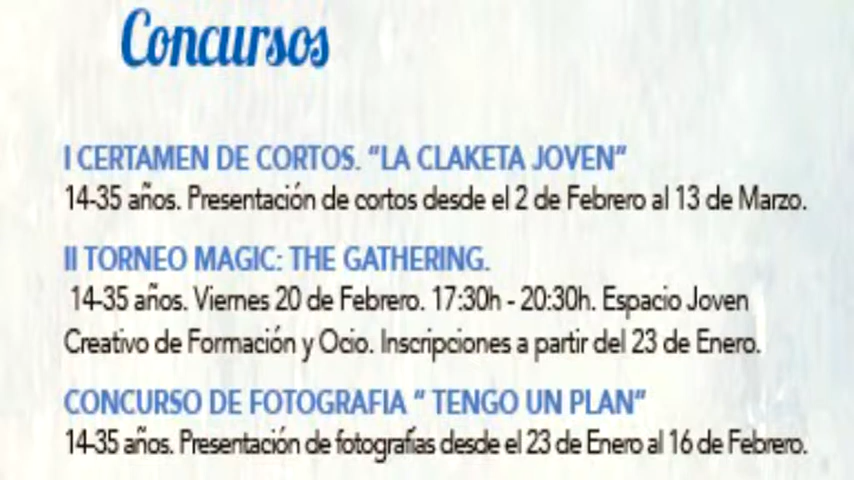 Concursos
I CERTAMEN DE CORTOS. "LA CLAKETA JOVEN"
14-35 años. Presentación de cortos desde el 2 de Febrero al 13 de Marzo.
II TORNEO MAGIC: THE GATHERING.
14-35 años. Viernes 20 de Febrero. 17:30h - 20:30h. Espacio Joven
Creativo de Formación y Ocio. Inscripciones a partir del 23 de Enero.
CONCURSO DE FOTOGRAFIA " TENGO UN PLAN"
14-35 años. Presentación de fotografías desde el 23 de Enero al 16 de Febrero.